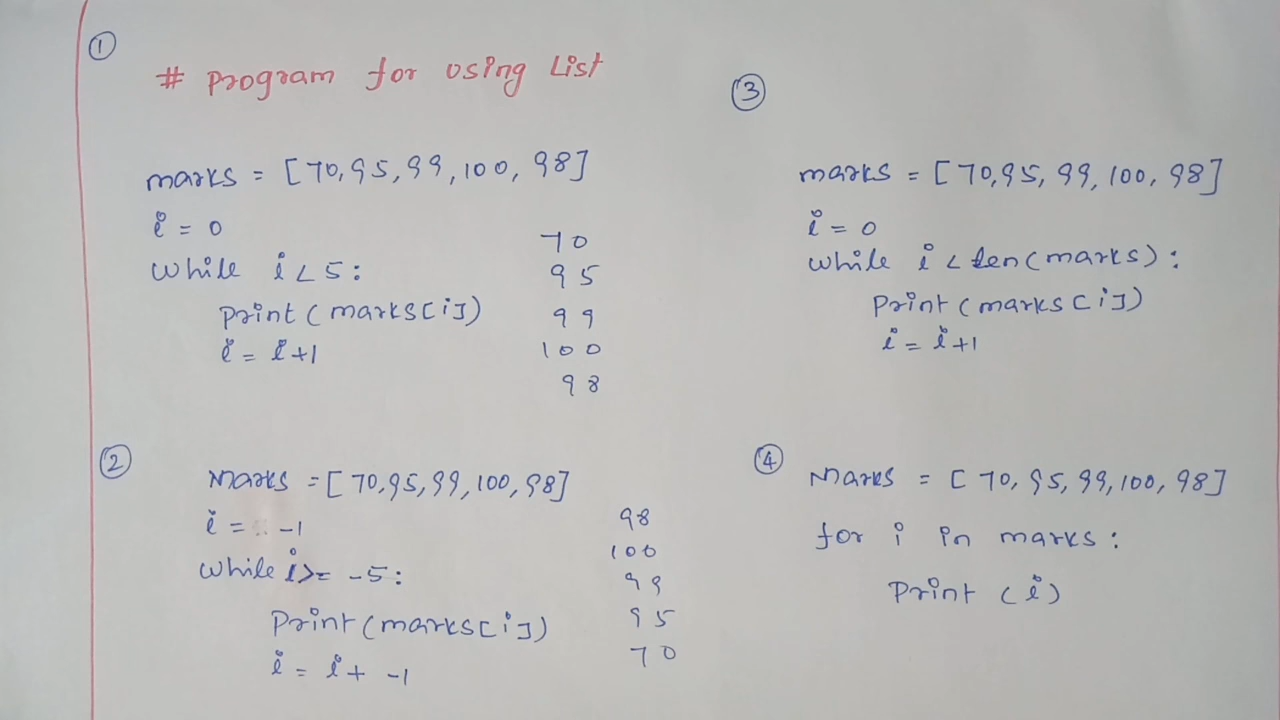 ①
# program for using List
marks = [70,95,99,100,98]
i = 0
while i<5:
print(marks[i])
i = i+1
70
95
99
100
98
②
marks = [70,95,99,100,98]
i = -1
while i>= -5:
print(marks[i])
i = i+ -1
98
100
99
95
70
③
marks = [70,95,99,100,98]
i = 0
while i<len(marks):
print(marks[i])
i = i+1
④
marks = [70,95,99,100,98]
for i in marks:
print(i)